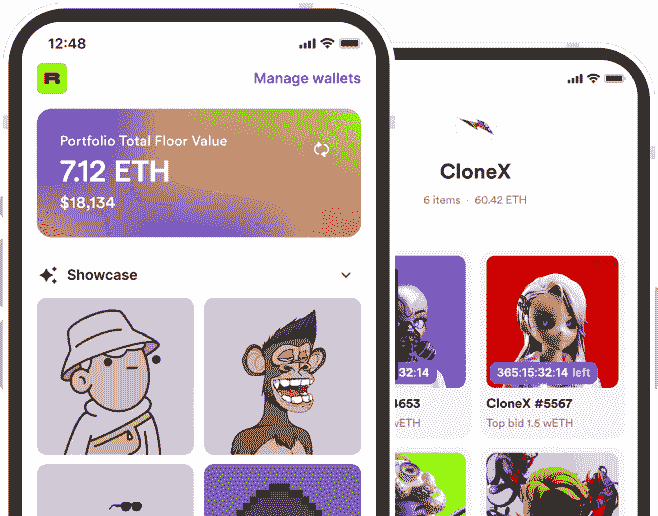 12:48
R
Manage wallets
Portfolio Total Floor Value
7.12 ETH
$18,134
Showcase
CloneX
6 items · 60.42 ETH
32:14
365:15:32:14 left
4653
CloneX #5567
wETH
Top bid 1.5 wETH